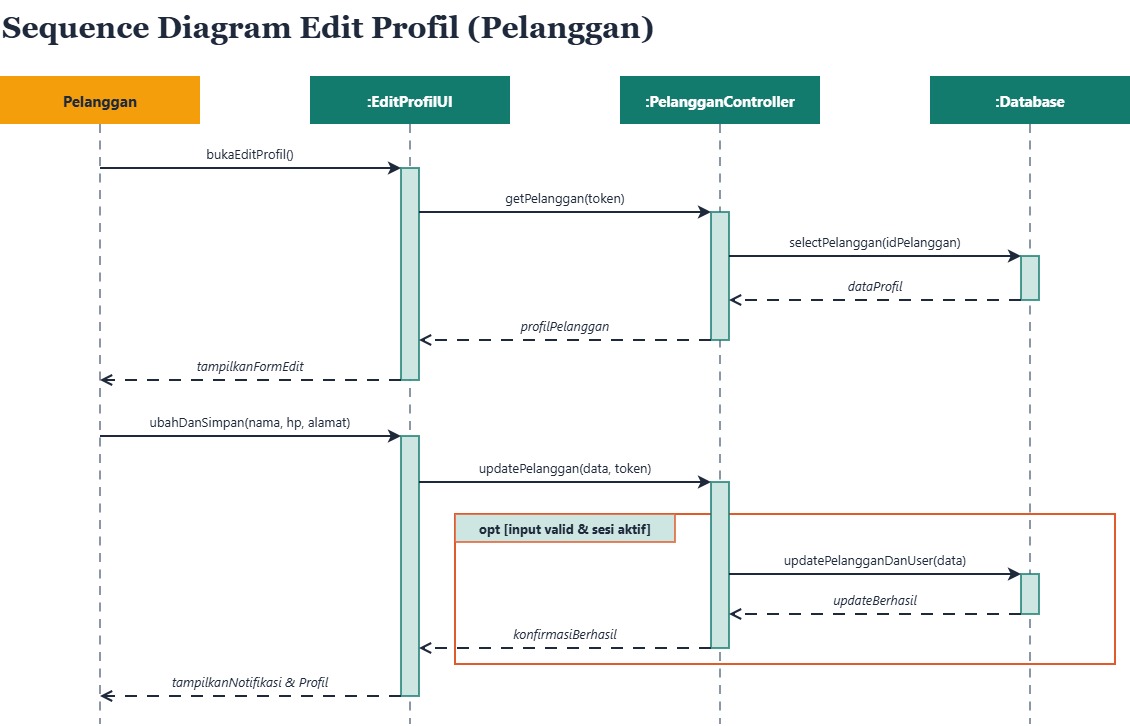 Sequence Diagram Edit Profil (Pelanggan)
Pelanggan
:EditProfilUI
:PelangganController
:Database
bukaEditProfil()
getPelanggan(token)
selectPelanggan(idPelanggan)
dataProfil
profilPelanggan
tampilkanFormEdit
ubahDanSimpan(nama, hp, alamat)
updatePelanggan(data, token)
opt [input valid & sesi aktif]
updatePelangganDanUser(data)
updateBerhasil
konfirmasiBerhasil
tampilkanNotifikasi & Profil